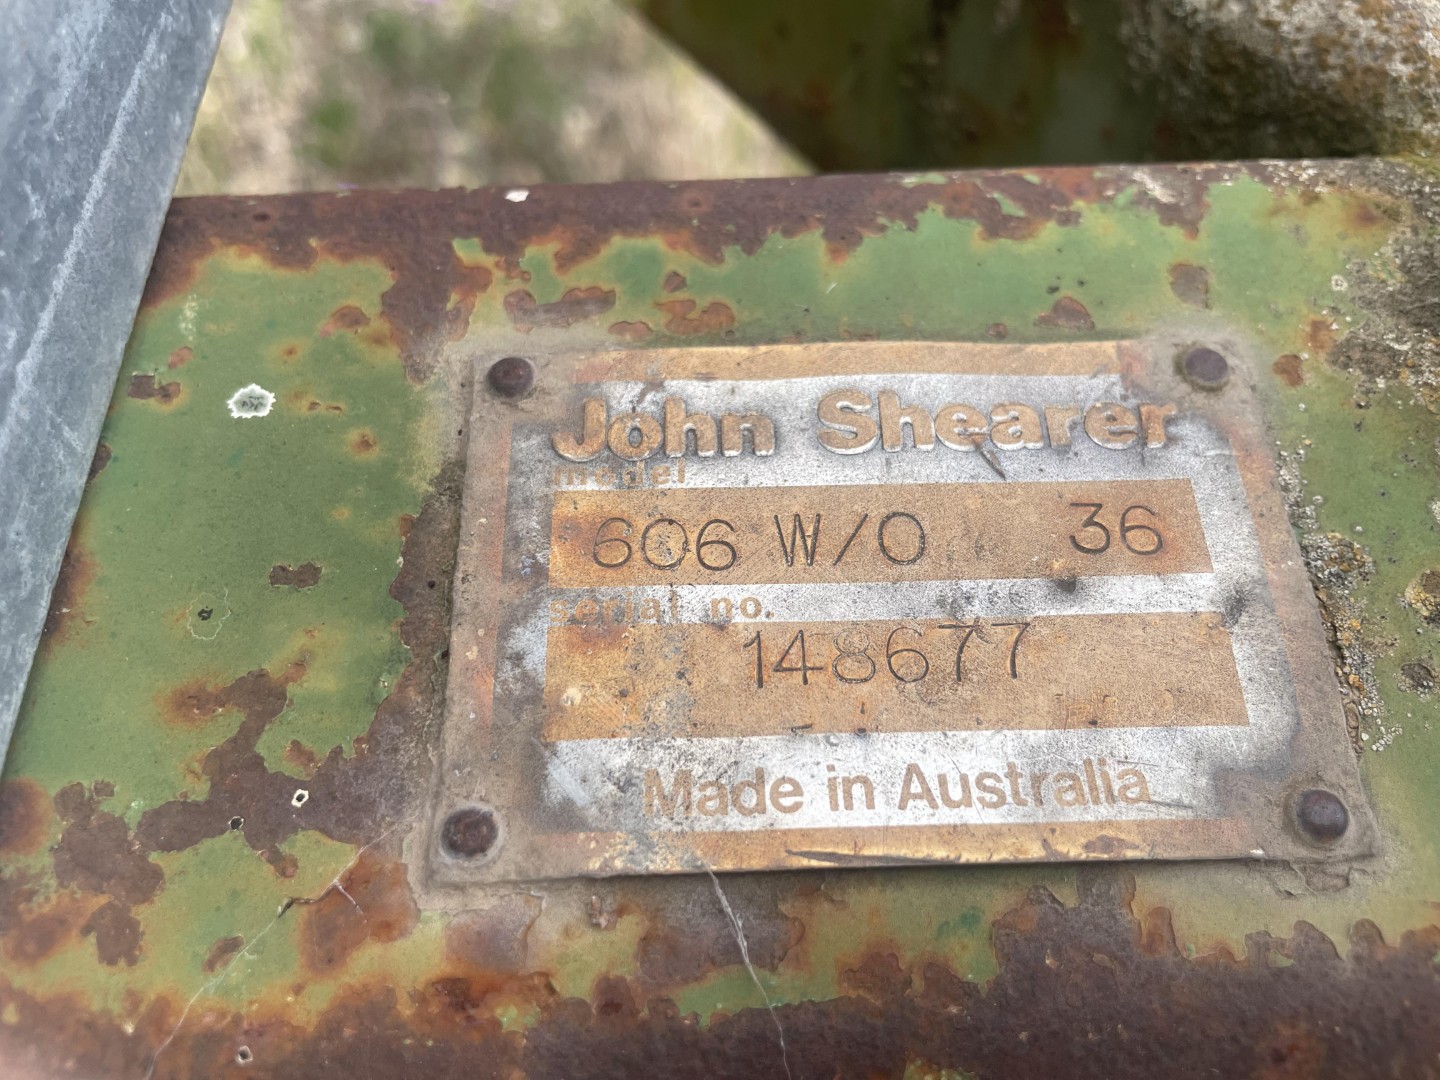 John Shearer
model
606 W/O 36
serial no.
148677
Made in Australia